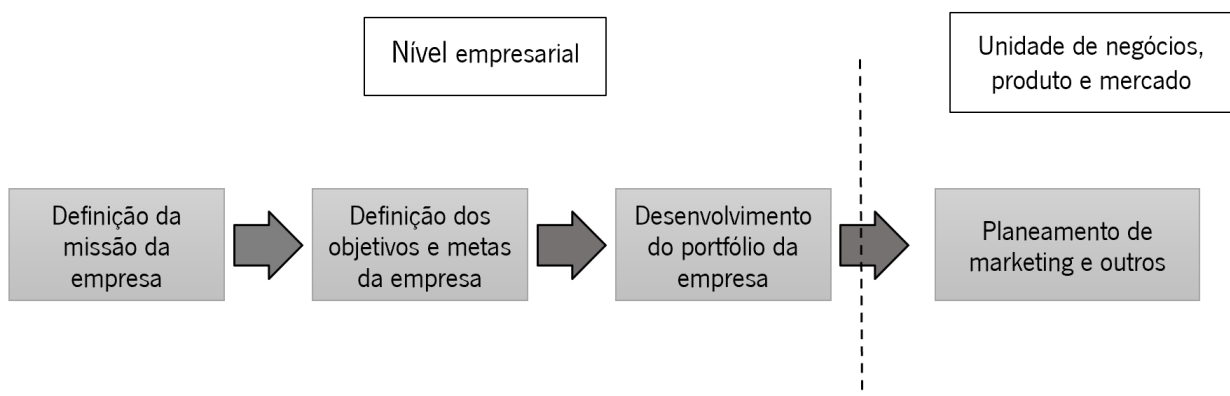 Nível empresarial
Unidade de negócios,
produto e mercado
Definição da
missão da
empresa
Definição dos
objetivos e metas
da empresa
Desenvolvimento
do portfólio da
empresa
Planeamento de
marketing e outros